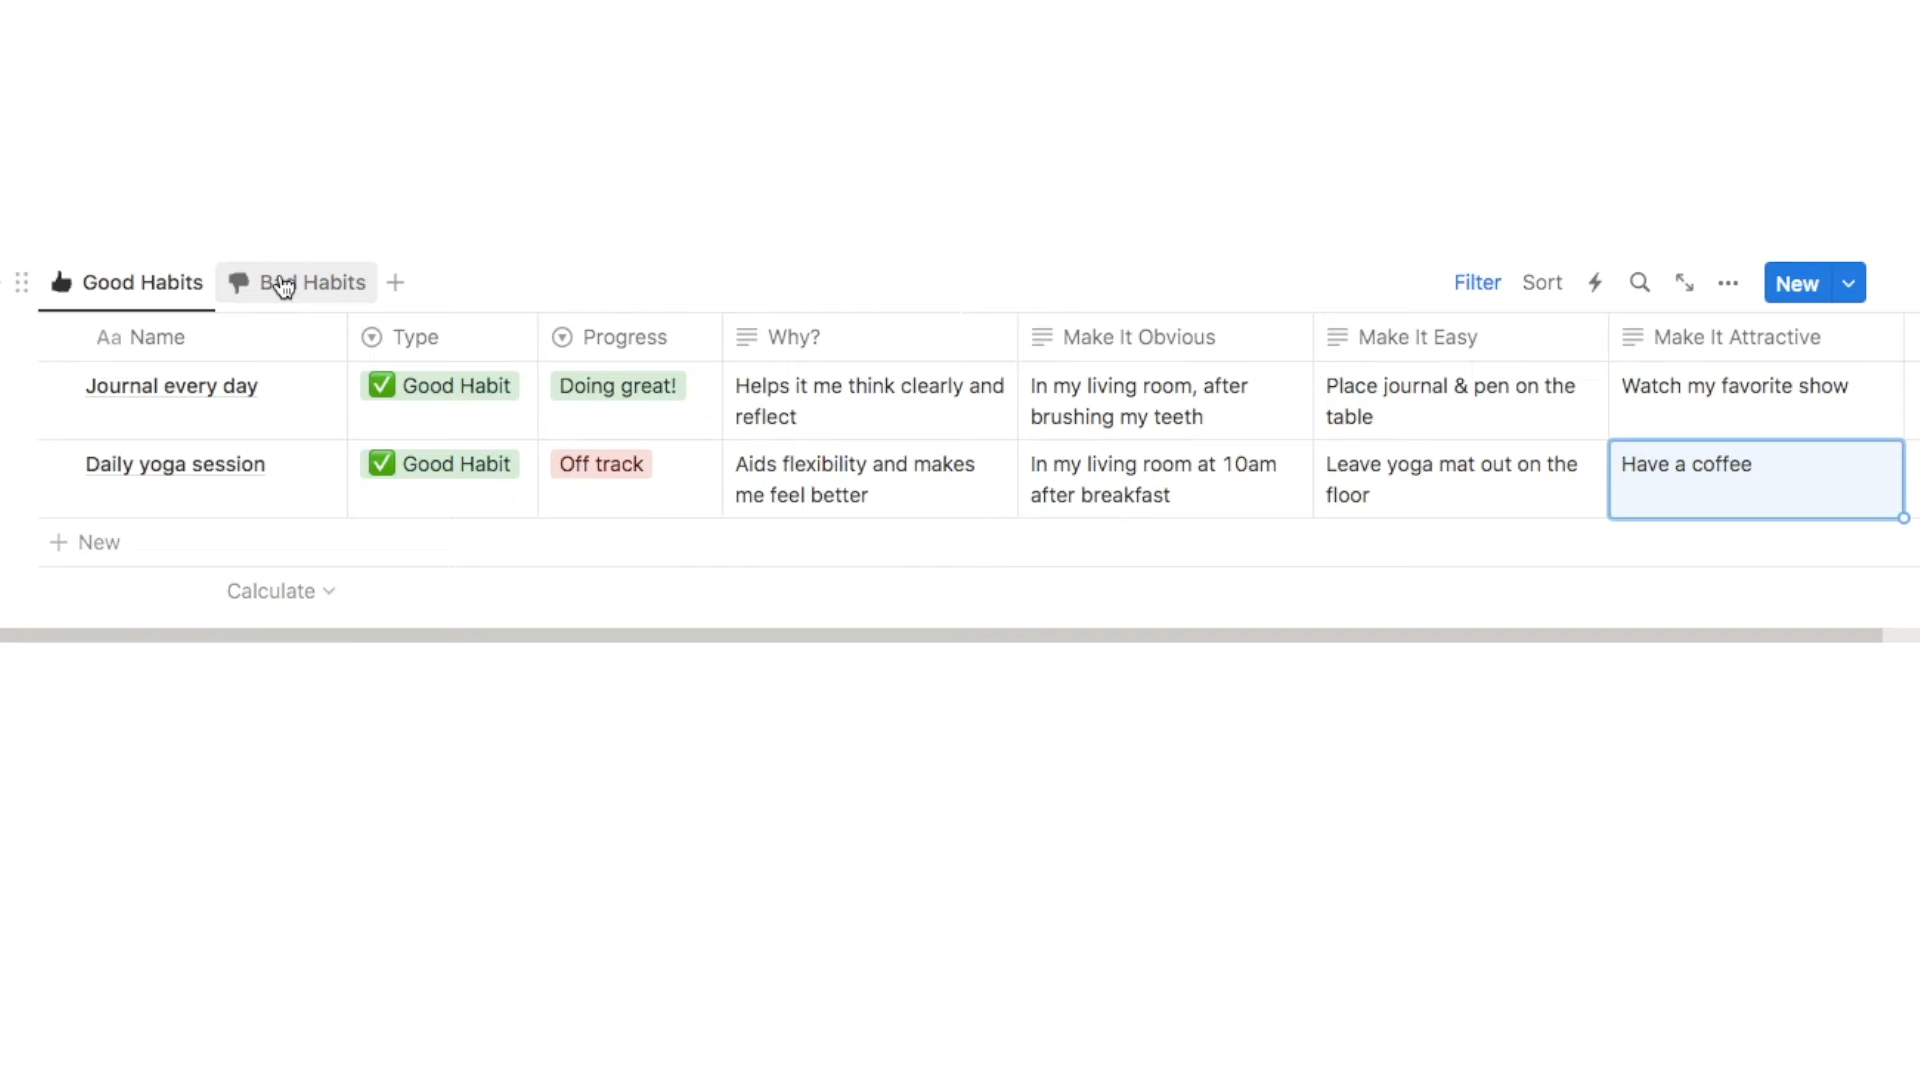 Good Habits Bad Habits Filter Sort New
Aa Name Type Progress Why? Make It Obvious Make It Easy Make It Attractive
Journal every day Good Habit Doing great! Helps it me think clearly and In my living room, after Place journal & pen on the Watch my favorite show
reflect brushing my teeth table
Daily yoga session Good Habit Off track Aids flexibility and makes In my living room at 10am Leave yoga mat out on the Have a coffee
me feel better after breakfast floor
New
Calculate